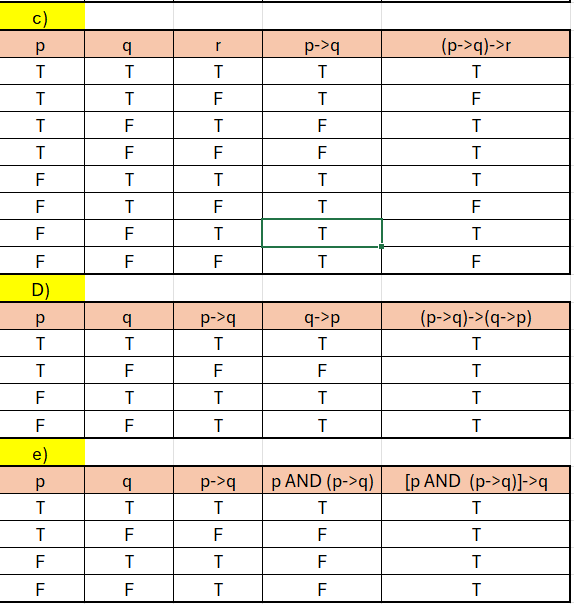 c)
p q r p->q (p->q)->r
T T T T T
T T F T F
T F T F T
T F F F T
F T T T T
F T F T F
F F T T T
F F F T F
D)
p q p->q q->p (p->q)->(q->p)
T T T T T
T F F F T
F T T T T
F F T T T
e)
p q p->q p AND (p->q) [p AND (p->q)]->q
T T T T T
T F F F T
F T T F T
F F T F T